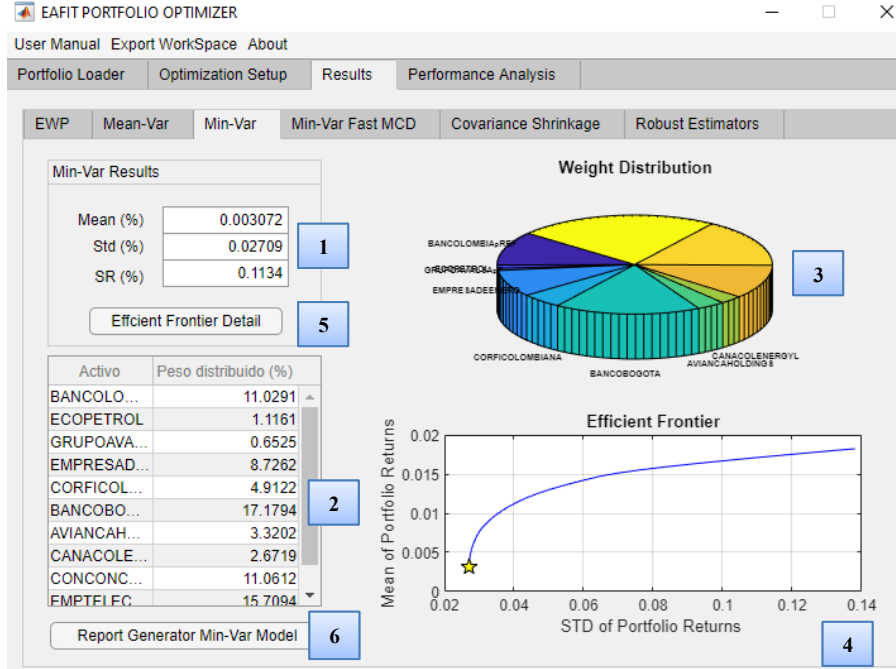 EAFIT PORTFOLIO OPTIMIZER
User Manual Export WorkSpace About
Portfolio Loader Optimization Setup Results Performance Analysis
EWP Mean-Var Min-Var Min-Var Fast MCD Covariance Shrinkage Robust Estimators
Min-Var Results
Mean (%) 0.003072
Std (%) 0.02709
SR (%) 0.1134
1
Effcient Frontier Detail
5
Activo Peso distribuido (%)
BANCOLO... 11.0291
ECOPETROL 1.1161
GRUPOAVA... 0.6525
EMPRESAD... 8.7262
CORFICOL... 4.9122
BANCOBO... 17.1794
AVIANCAH... 3.3202
CANACOLE... 2.6719
CONCONC... 11.0612
EMPTELEC 15.7094
2
Report Generator Min-Var Model
6
Weight Distribution
BANCOLOMBIApREF
ECOPETROL
CORFICOLOMBIANA
BANCOBOGOTA
AVIANCAHOLDINGS
CANACOLENERGYL
3
Efficient Frontier
Mean of Portfolio Returns
0.02
0.015
0.01
0.005
0
0.02 0.04 0.06 0.08 0.1 0.12 0.14
STD of Portfolio Returns
4